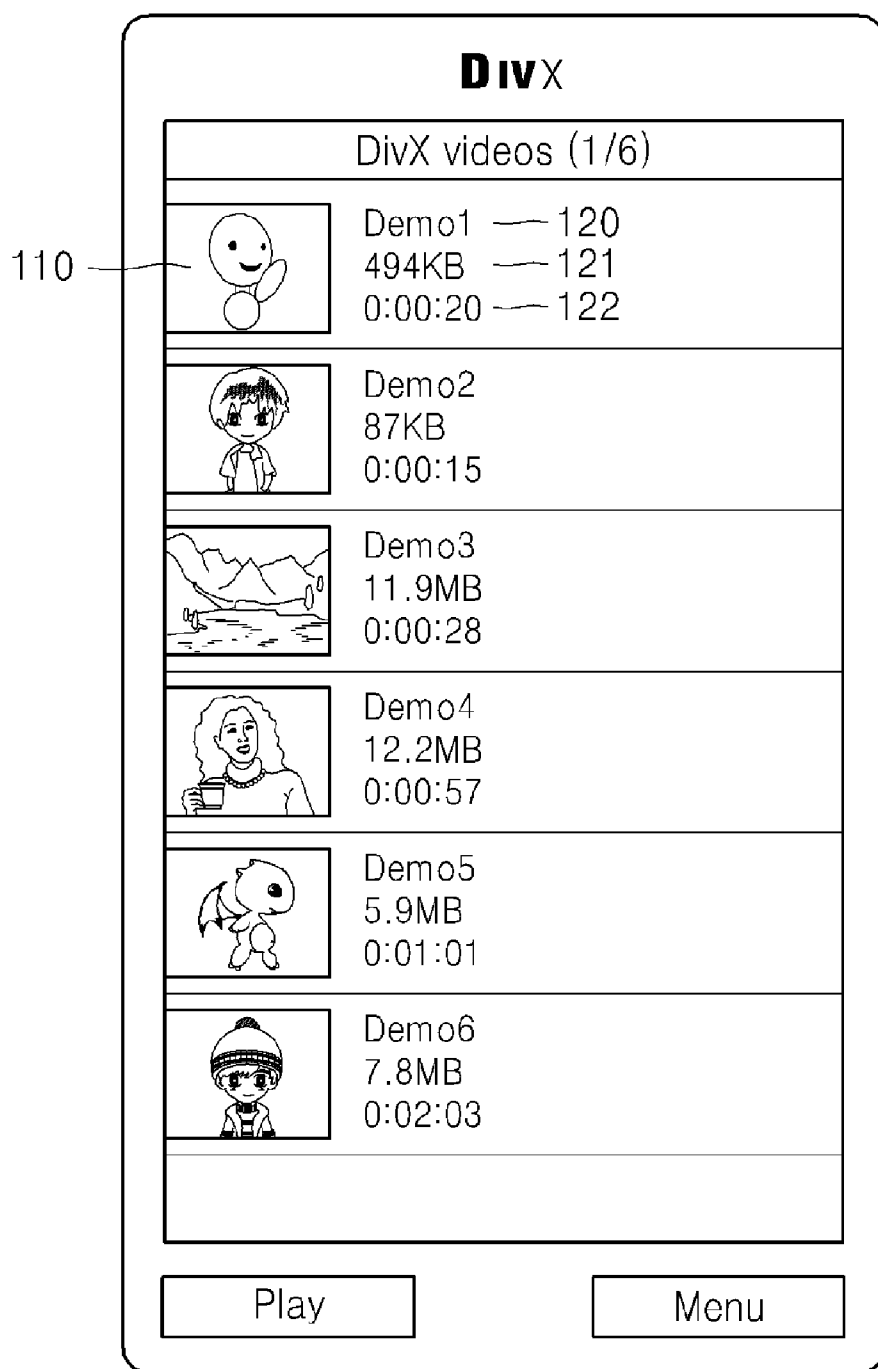 DIVX
DivX videos (1/6)
110
Demo1 120
494KB 121
0:00:20 122
Demo2
87KB
0:00:15
Demo3
11.9MB
0:00:28
Demo4
12.2MB
0:00:57
Demo5
5.9MB
0:01:01
Demo6
7.8MB
0:02:03
Play
Menu